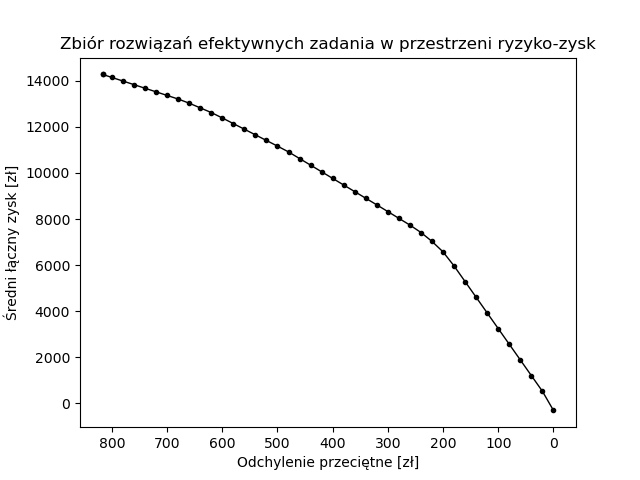 Zbiór rozwiązań efektywnych zadania w przestrzeni ryzyko-zysk
Średni łączny zysk [zł]
14000
12000
10000
8000
6000
4000
2000
0
800 700 600 500 400 300 200 100 0
Odchylenie przeciętne [zł]